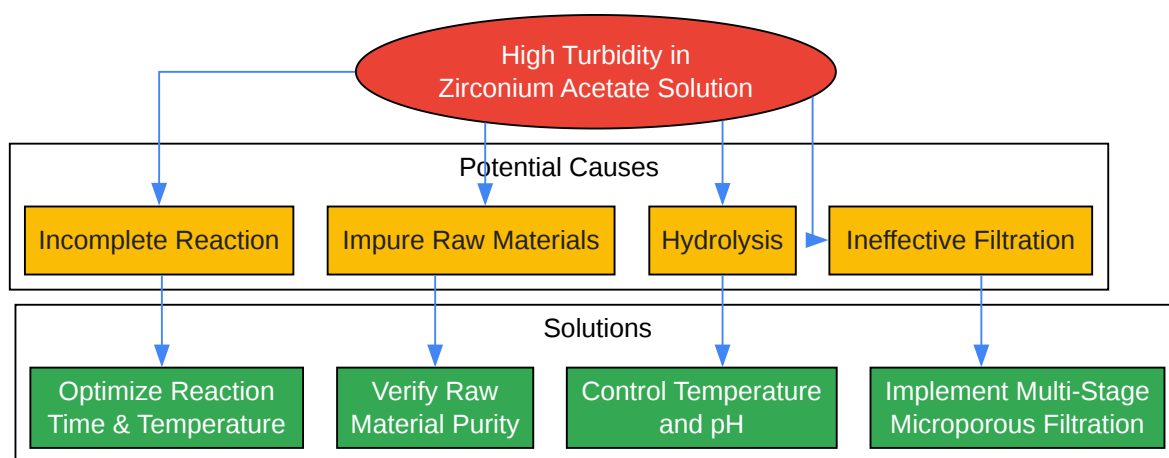 High Turbidity in
Zirconium Acetate Solution
Potential Causes
Incomplete Reaction
Impure Raw Materials
Hydrolysis
Ineffective Filtration
Solutions
Optimize Reaction
Time & Temperature
Verify Raw
Material Purity
Control Temperature
and pH
Implement Multi-Stage
Microporous Filtration